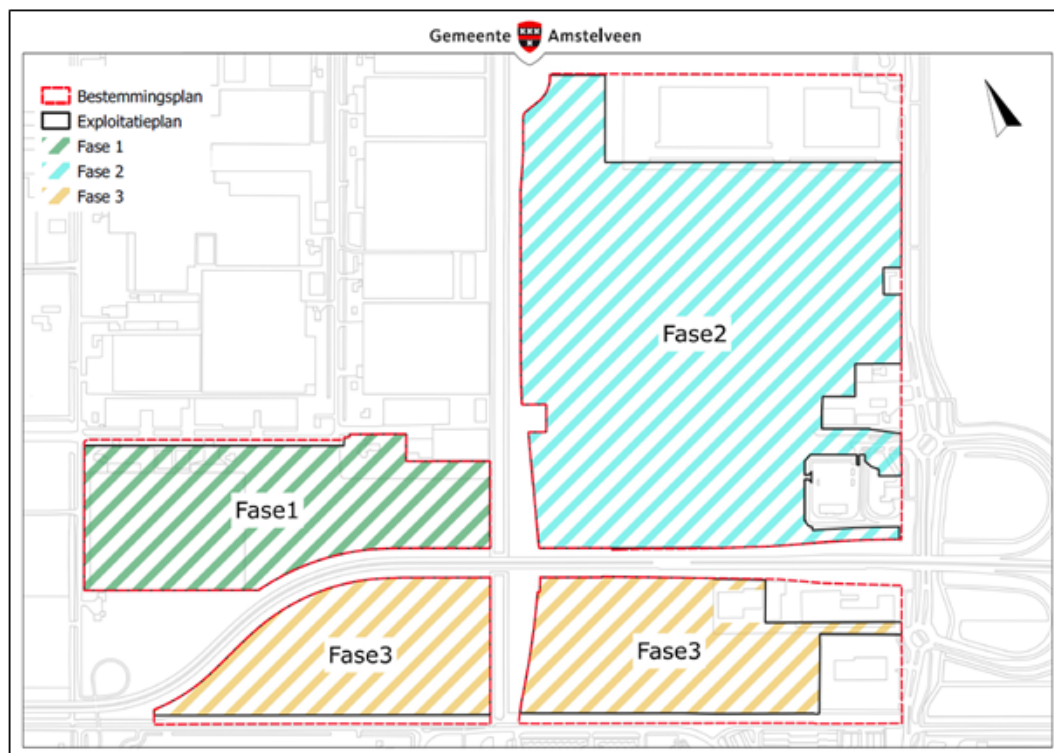 Gemeente Amstelveen
Bestemmingsplan
Exploitatieplan
Fase 1
Fase 2
Fase 3
Fase2
Fase1
Fase3
Fase3